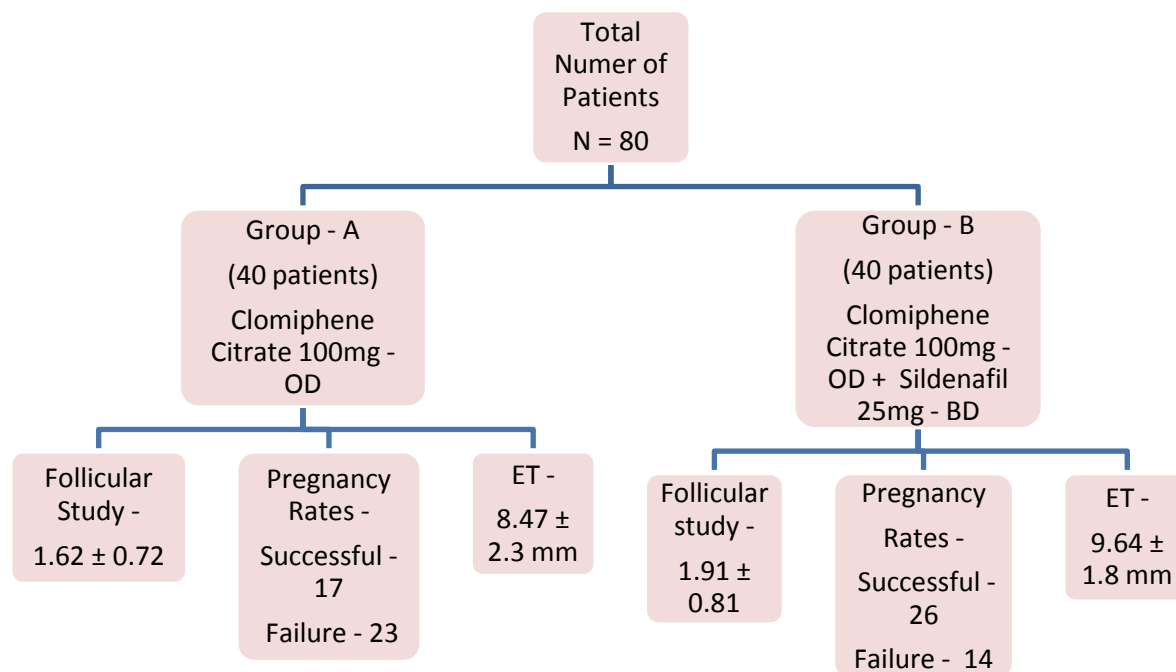 Total
Numer of
Patients
N = 80
Group - A
(40 patients)
Clomiphene
Citrate 100mg -
OD
Group - B
(40 patients)
Clomiphene
Citrate 100mg -
OD +  Sildenafil
25mg - BD
Follicular
Study -
1.62 ± 0.72
Pregnancy
Rates -
Successful -
17
Failure - 23
ET -
8.47 ±
2.3 mm
Follicular
study -
1.91 ±
0.81
Pregnancy
Rates -
Successful -
26
Failure -  14
ET -
9.64 ±
1.8 mm